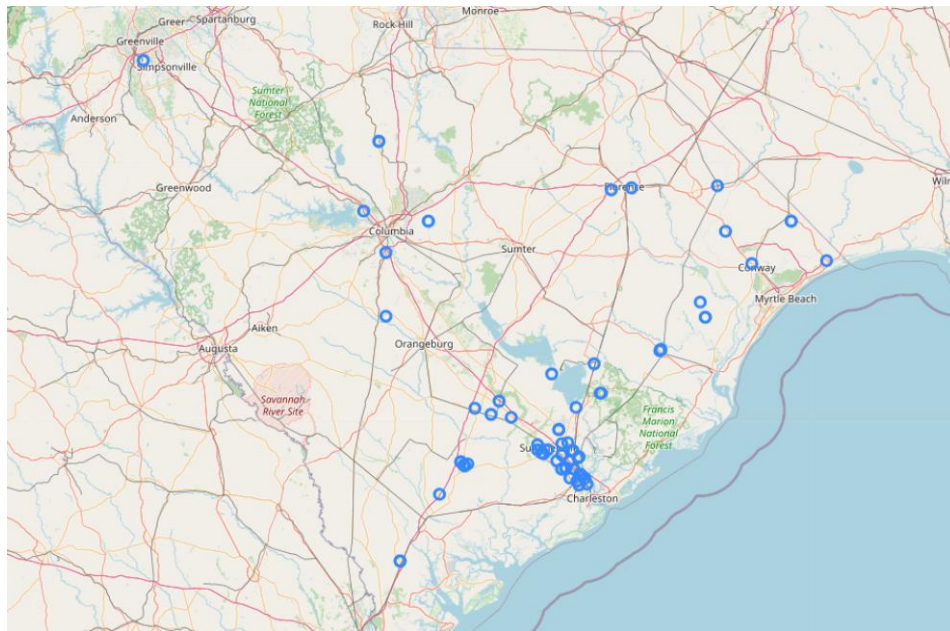 Monroe
Greer
Spartanburg
Rock Hill
Greenville
Simpsonville
Sumter
National
Forest
Anderson
Greenwood
Columbia
Sumter
Conway
Myrtle Beach
Aiken
Augusta
Orangeburg
Savannah
River Site
Francis
Marion
National
Forest
Charleston